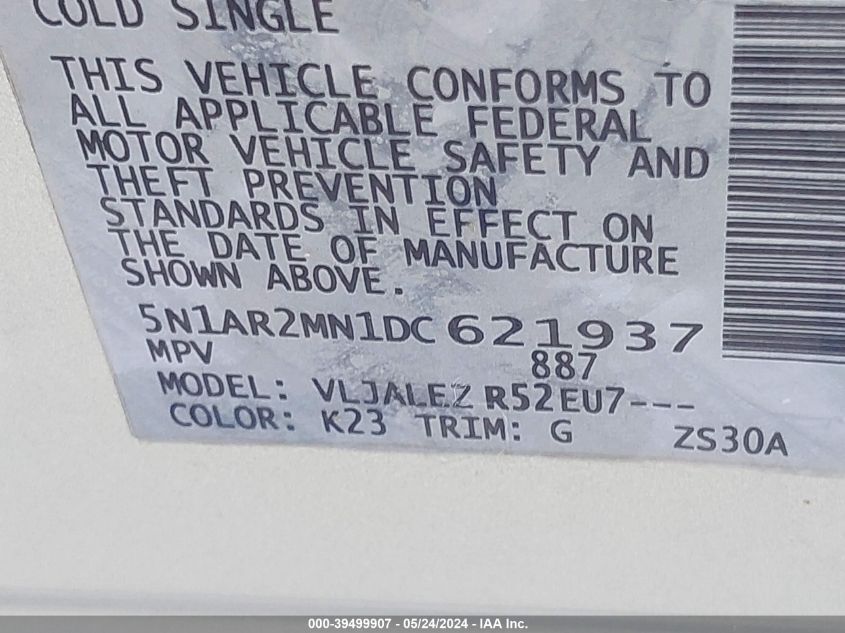 COLD SINGLE
THIS VEHICLE CONFORMS TO
ALL APPLICABLE FEDERAL
MOTOR VEHICLE SAFETY AND
THEFT PREVENTION
STANDARDS IN EFFECT ON
THE DATE OF MANUFACTURE
SHOWN ABOVE.
5N1AR2MN1DC621937
MPV 887
MODEL: VLJALEZ R52EU7---
COLOR: K23 TRIM: G ZS30A
000-39499907 - 05/24/2024 - IAA Inc.